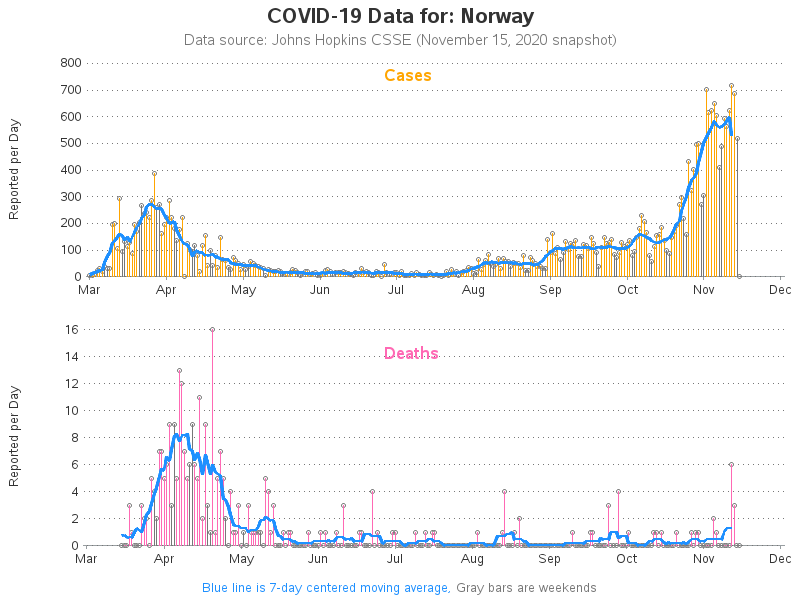 COVID-19 Data for: Norway
Data source: Johns Hopkins CSSE (November 15, 2020 snapshot)
Cases
Reported per Day
800
700
600
500
400
300
200
100
0
Mar Apr May Jun Jul Aug Sep Oct Nov Dec
Deaths
Reported per Day
16
14
12
10
8
6
4
2
0
Mar Apr May Jun Jul Aug Sep Oct Nov Dec
Blue line is 7-day centered moving average, Gray bars are weekends